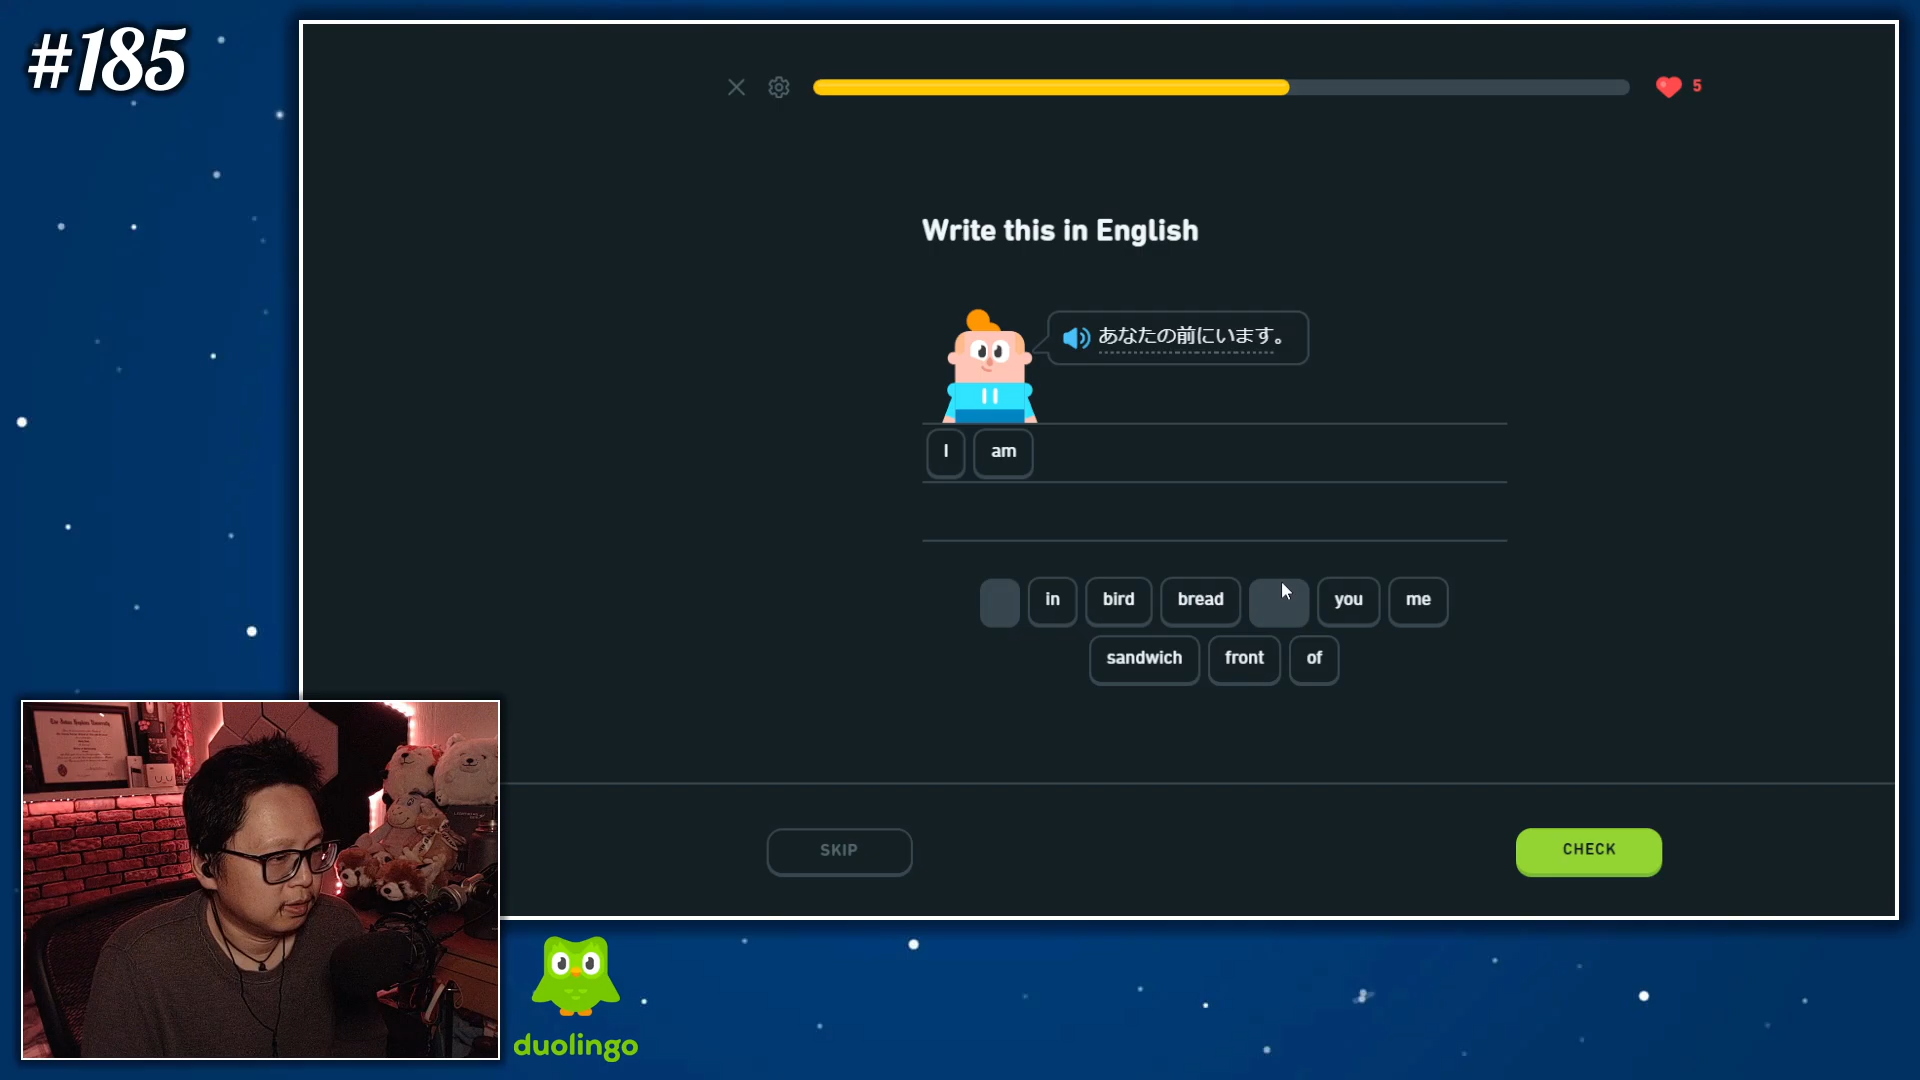 #185
5
Write this in English
あなたの前にいます。
I am
in bird bread you me
sandwich front of
SKIP
CHECK
duolingo